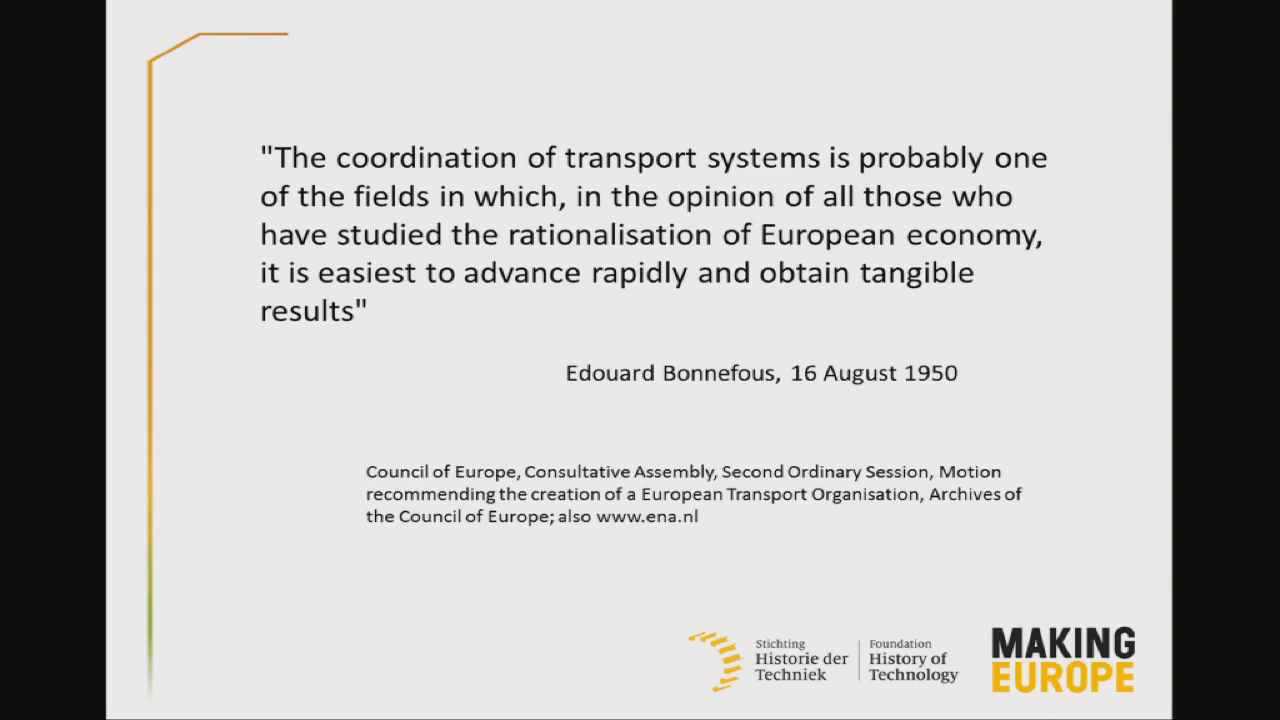 "The coordination of transport systems is probably one
of the fields in which, in the opinion of all those who
have studied the rationalisation of European economy,
it is easiest to advance rapidly and obtain tangible
results"
Edouard Bonnefous, 16 August 1950
Council of Europe, Consultative Assembly, Second Ordinary Session, Motion
recommending the creation of a European Transport Organisation, Archives of
the Council of Europe; also www.ena.nl
Stichting
Historie der
Techniek
Foundation
History of
Technology
MAKING
EUROPE